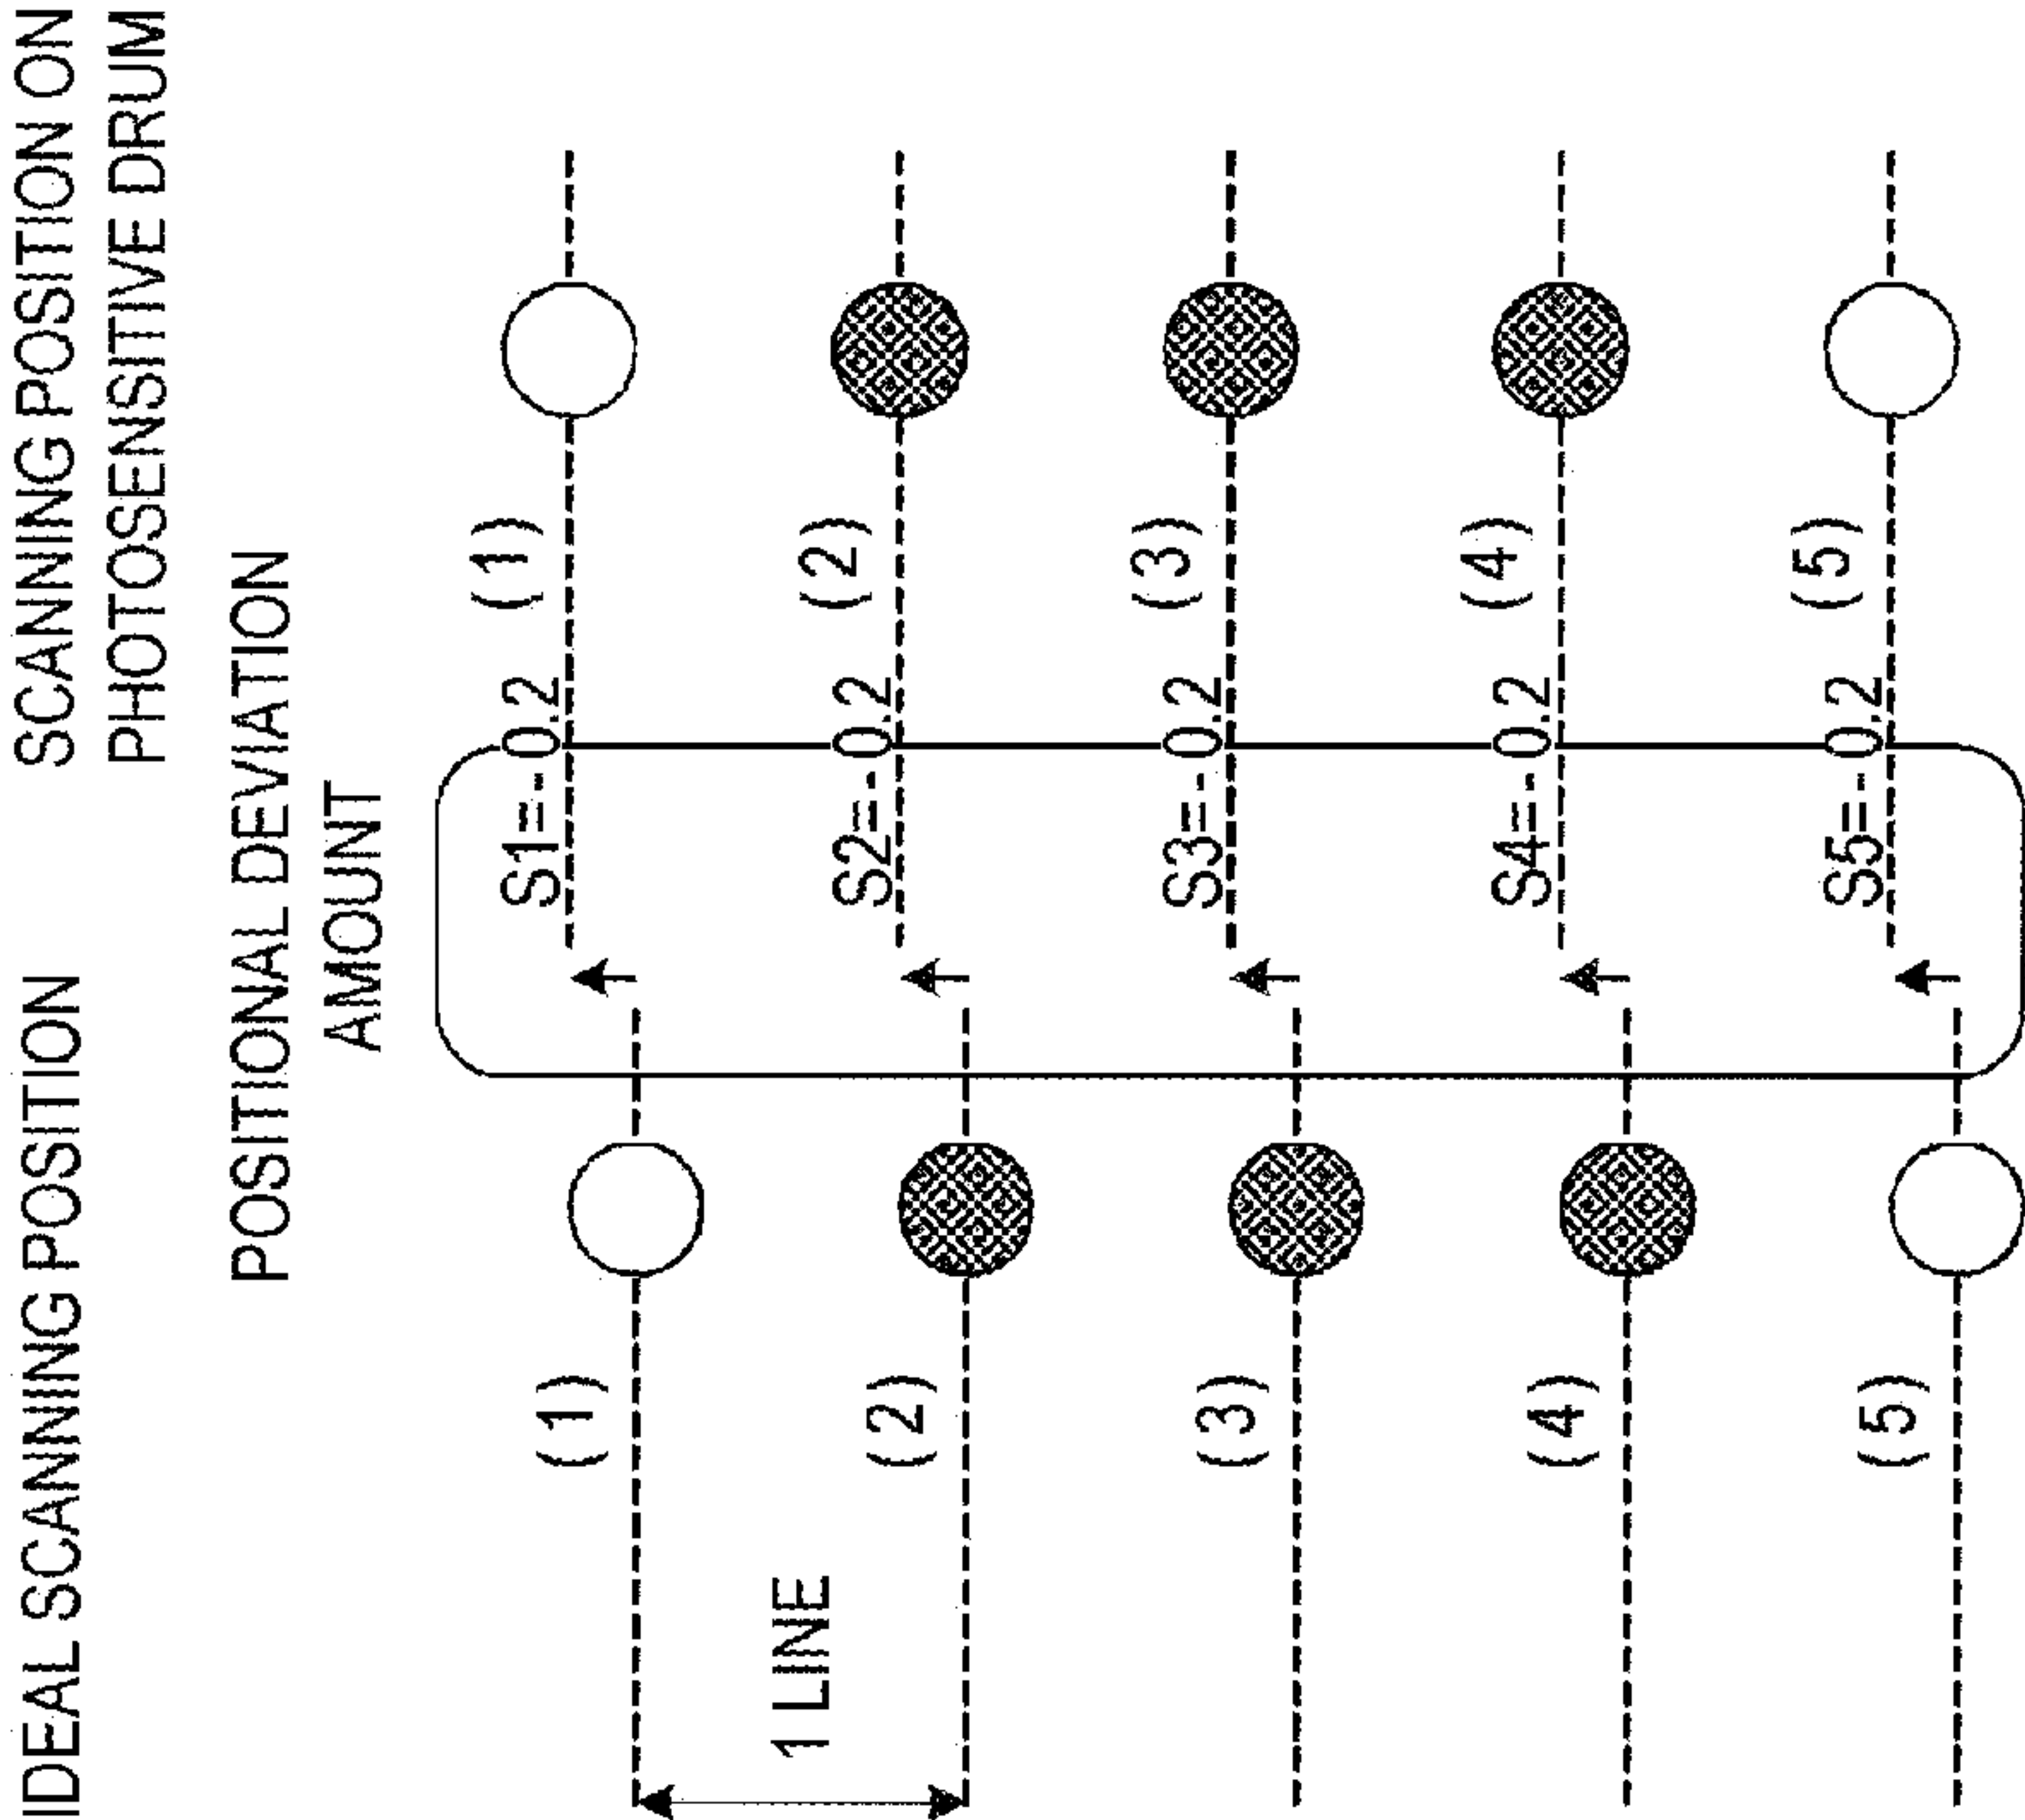 IDEAL SCANNING POSITION
SCANNING POSITION ON
PHOTOSENSITIVE DRUM
POSITIONAL DEVIATION
AMOUNT
(1)
S1=-0.2
(1)
1 LINE
(2)
S2=-0.2
(2)
(3)
S3=-0.2
(3)
(4)
S4=-0.2
(4)
(5)
S5=-0.2
(5)